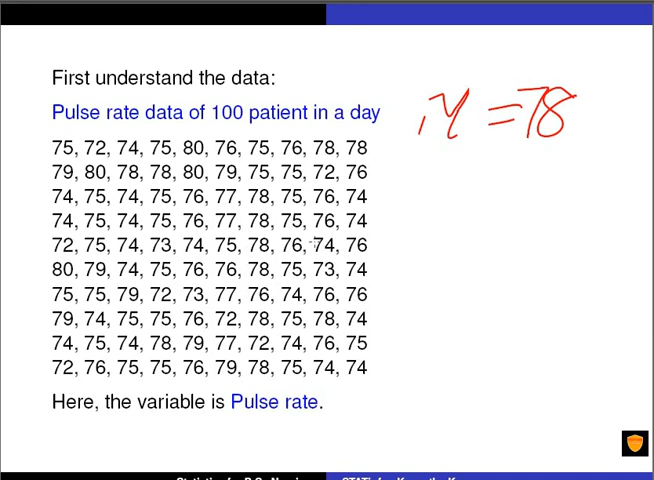 First understand the data:
Pulse rate data of 100 patient in a day
75, 72, 74, 75, 80, 76, 75, 76, 78, 78
79, 80, 78, 78, 80, 79, 75, 75, 72, 76
74, 75, 74, 75, 76, 77, 78, 75, 76, 74
74, 75, 74, 75, 76, 77, 78, 75, 76, 74
72, 75, 74, 73, 74, 75, 78, 76, 74, 76
80, 79, 74, 75, 76, 76, 78, 75, 73, 74
75, 75, 79, 72, 73, 77, 76, 74, 76, 76
79, 74, 75, 75, 76, 72, 78, 75, 78, 74
74, 75, 74, 78, 79, 77, 72, 74, 76, 75
72, 76, 75, 75, 76, 79, 78, 75, 74, 74
Here, the variable is Pulse rate.
=78